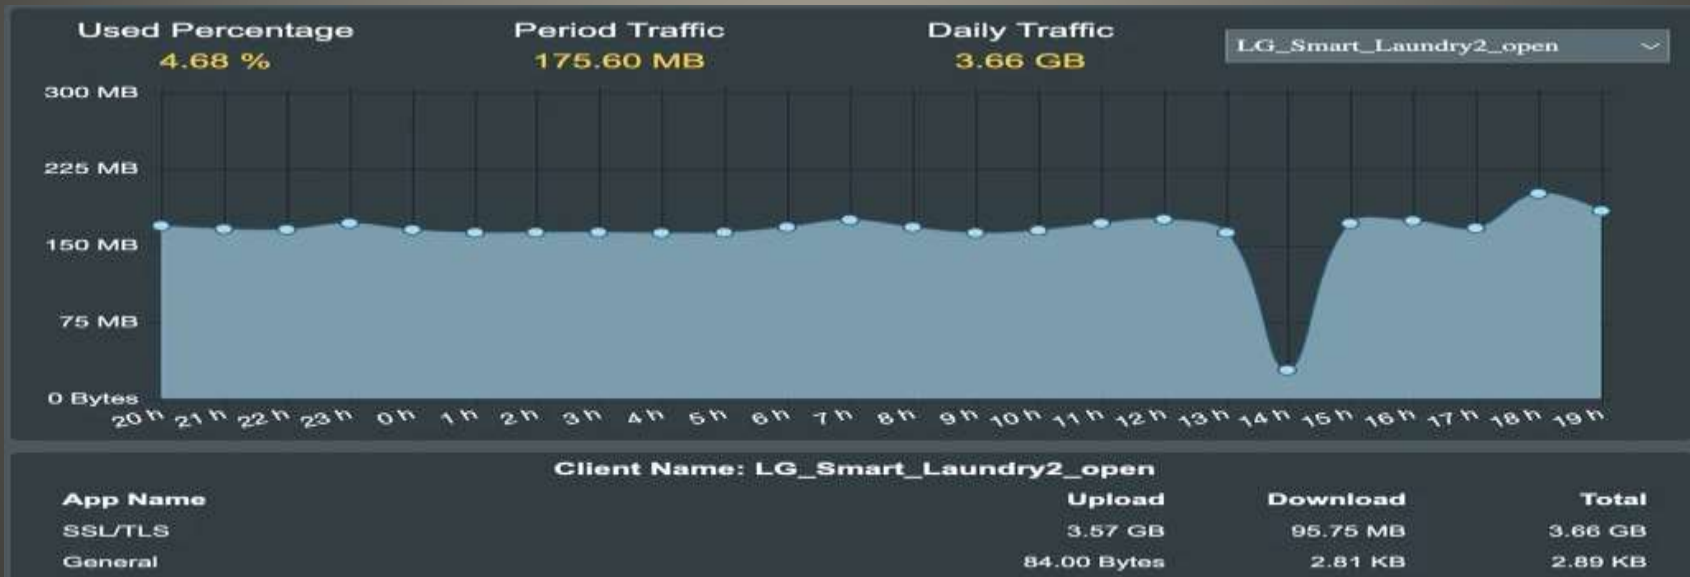 Used Percentage Period Traffic Daily Traffic
LG_Smart_Laundry2_open
4.68 % 175.60 MB 3.66 GB
300 MB
225 MB
150 MB
75 MB
0 Bytes
20 h 21 h 22 h 23 h 0 h 1 h 2 h 3 h 4 h 5 h 6 h 7 h 8 h 9 h 10 h 11 h 12 h 13 h 14 h 15 h 16 h 17 h 18 h 19 h
Client Name: LG_Smart_Laundry2_open
App Name Upload Download Total
SSL/TLS 3.57 GB 95.75 MB 3.66 GB
General 84.00 Bytes 2.81 KB 2.89 KB